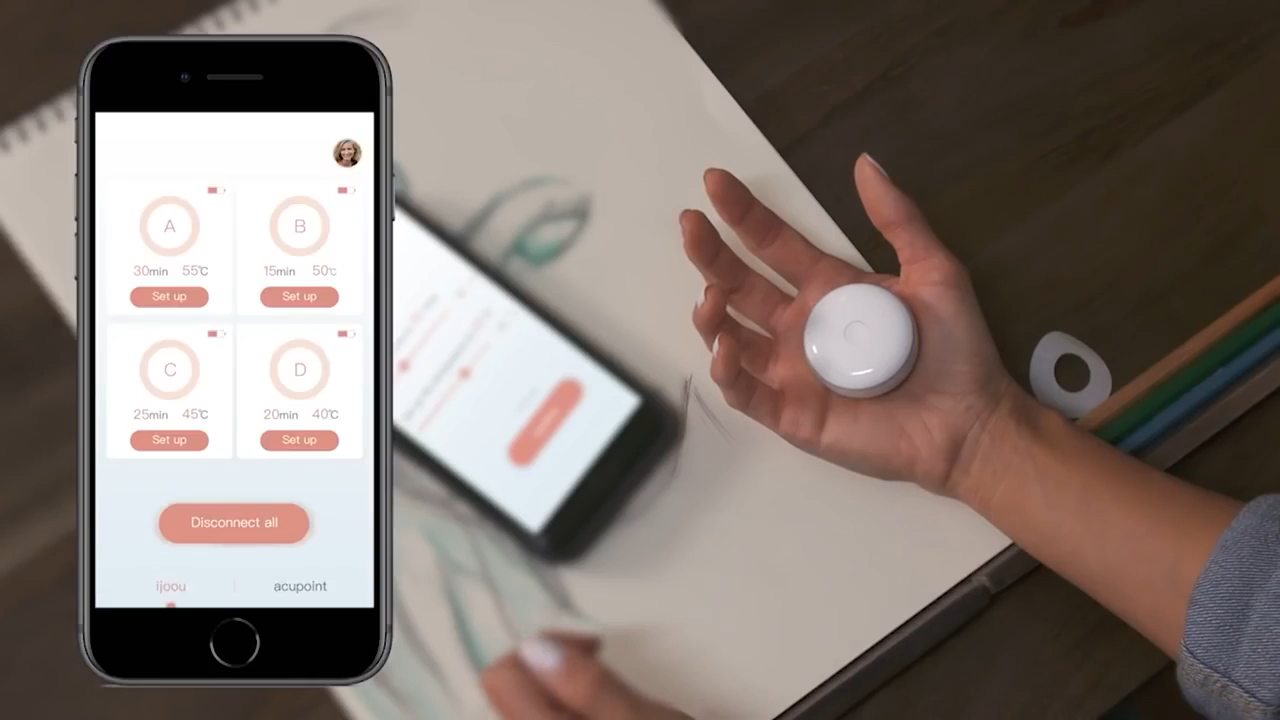 A
B
30min 55℃
15min 50℃
Set up
Set up
C
D
25min 45℃
20min 40℃
Set up
Set up
Disconnect all
ijoou
acupoint